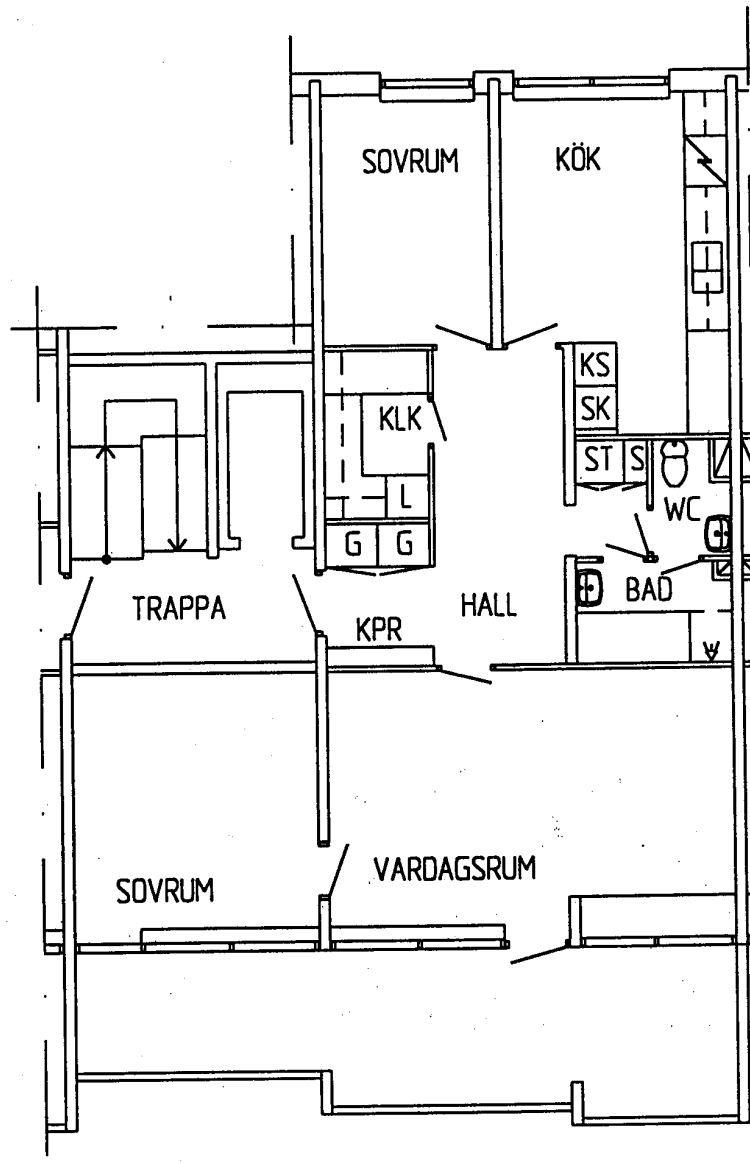 SOVRUM
KÖK
KS
SK
KLK
ST
S
L
WC
G
G
BAD
TRAPPA
KPR
HALL
SOVRUM
VARDAGSRUM